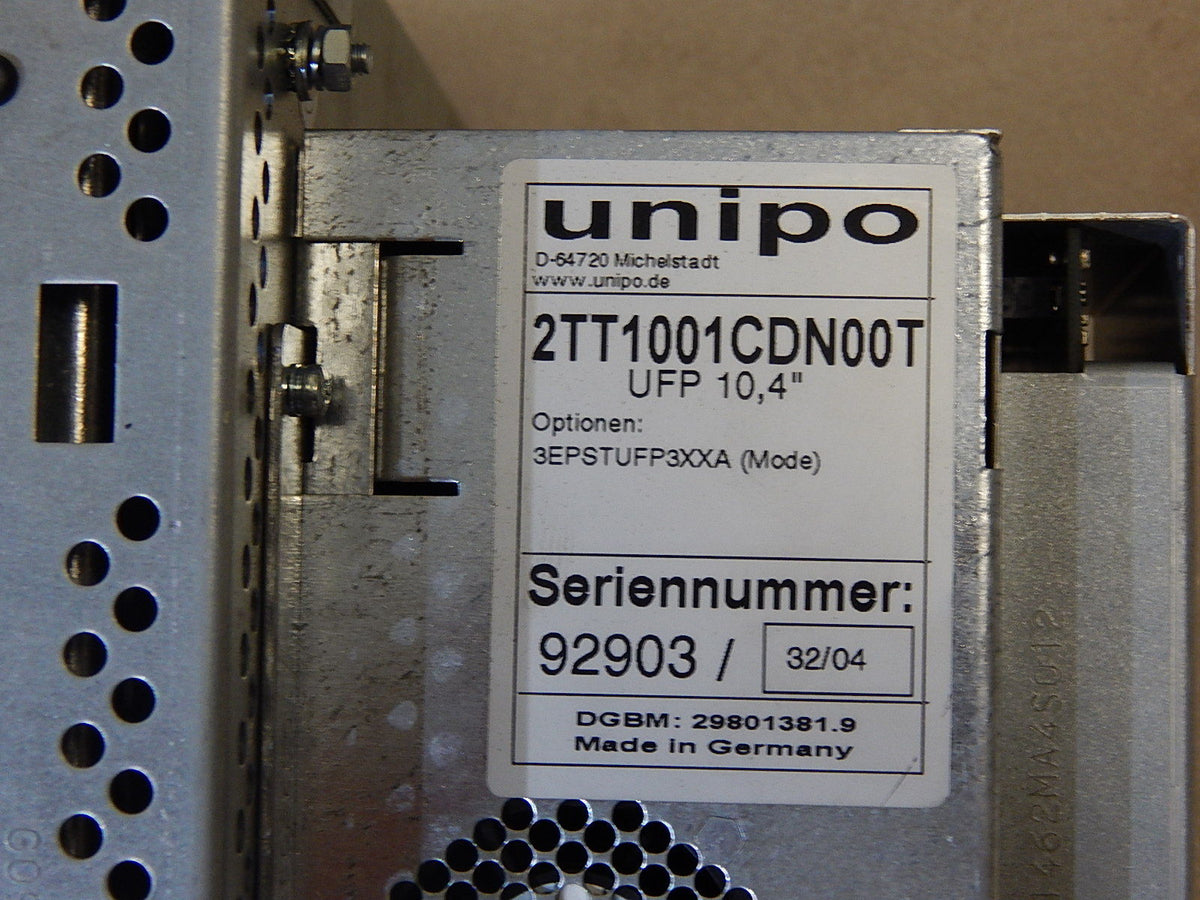 unipo
D-64720 Michelstadt
www.unipo.de
2TT1001CDN00T
UFP 10,4"
Optionen:
3EPSTUFP3XXA (Mode)
Seriennummer:
92903 / 32/04
DGBM: 29801381.9
Made in Germany